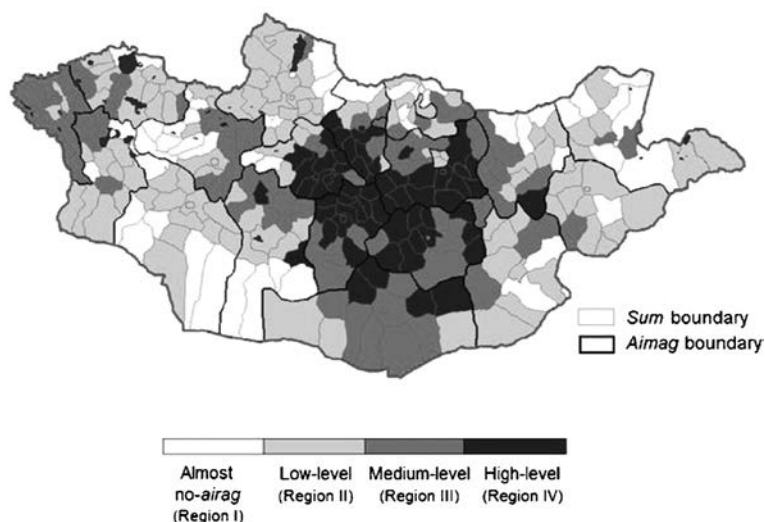 Sum boundary
Aimag boundary
Almost
no-airag
(Region I)
Low-level
(Region II)
Medium-level
(Region III)
High-level
(Region IV)